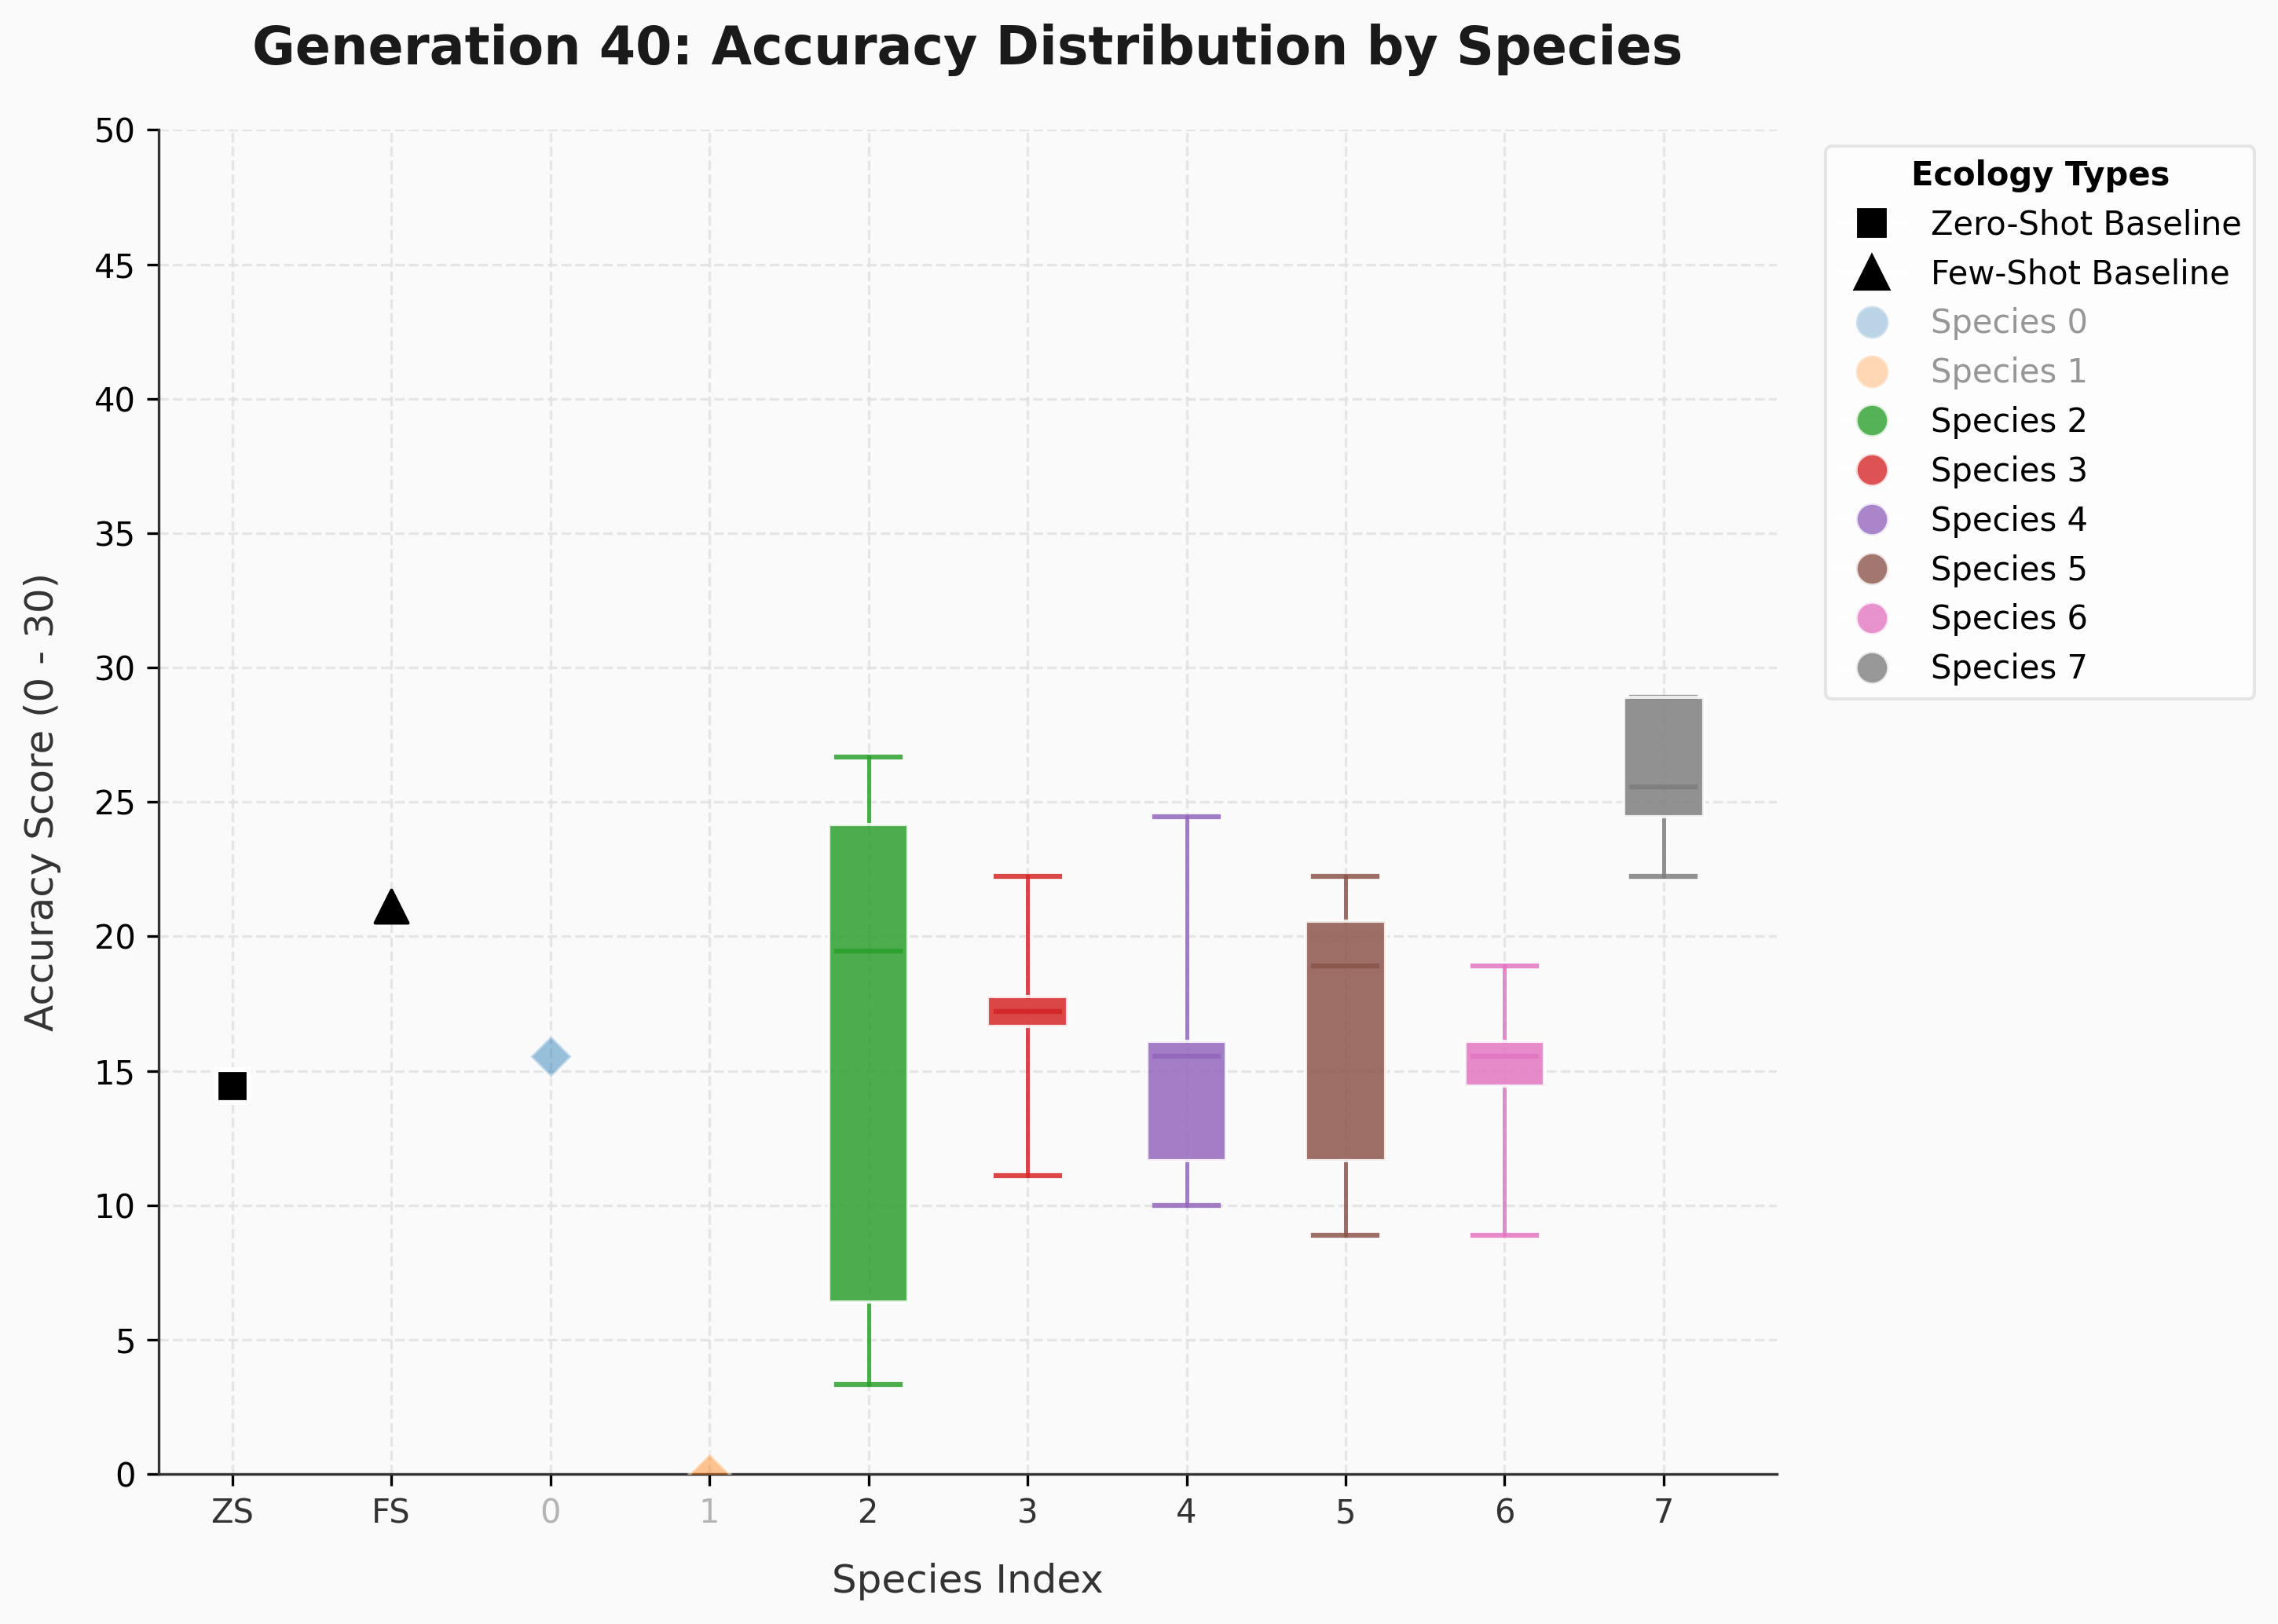 Generation 40: Accuracy Distribution by Species
Accuracy Score (0 - 30)
50
45
40
35
30
25
20
15
10
5
0
ZS FS 0 1 2 3 4 5 6 7
Species Index
Ecology Types
Zero-Shot Baseline
Few-Shot Baseline
Species 0
Species 1
Species 2
Species 3
Species 4
Species 5
Species 6
Species 7